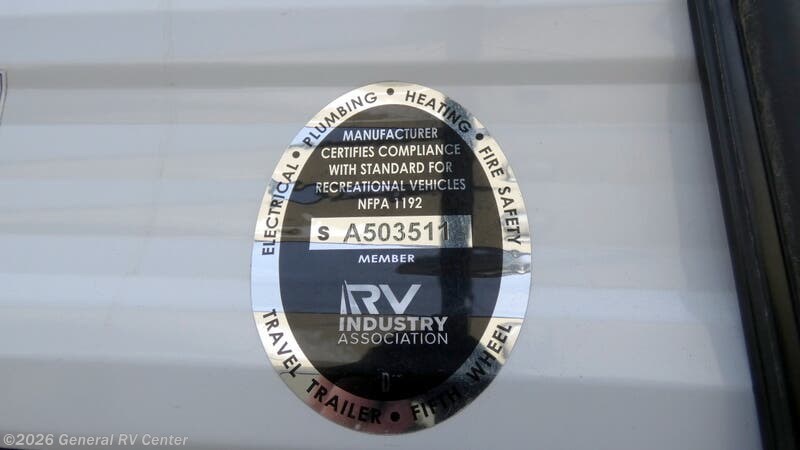 ELECTRICAL • PLUMBING • HEATING • FIRE SAFETY
MANUFACTURER
CERTIFIES COMPLIANCE
WITH STANDARD FOR
RECREATIONAL VEHICLES
NFPA 1192
S A503511
MEMBER
RV
INDUSTRY
ASSOCIATION
D
TRAVEL TRAILER • FIFTH WHEEL
©2026 General RV Center